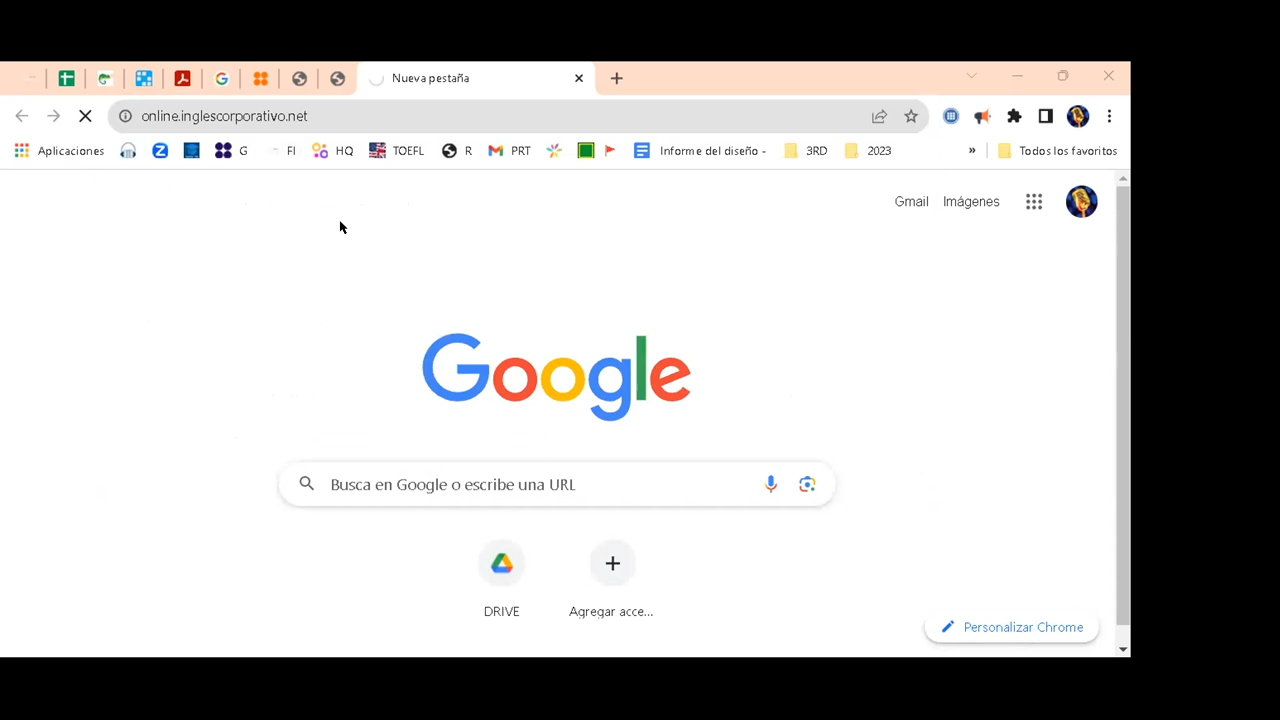 Nueva pestaña
online.inglescorporativo.net
Aplicaciones G FI HQ TOEFL R PRT Informe del diseño - 3RD 2023 » Todos los favoritos
Gmail Imágenes
Google
Busca en Google o escribe una URL
DRIVE Agregar acce...
Personalizar Chrome